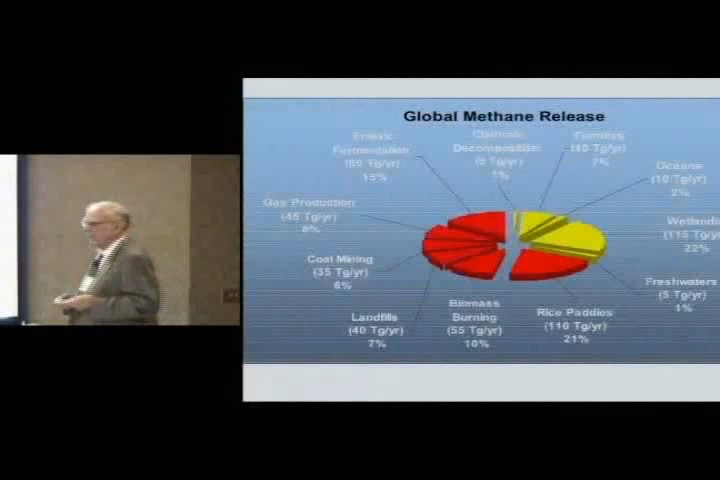 Global Methane Release
Enteric
Fermentation
(80 Tg/yr)
15%
Clathrate
Decomposition
(5 Tg/yr)
1%
Termites
(40 Tg/yr)
7%
Oceans
(10 Tg/yr)
2%
Gas Production
(45 Tg/yr)
8%
Wetlands
(115 Tg/yr
22%
Coal Mining
(35 Tg/yr)
6%
Freshwaters
(5 Tg/yr)
1%
Landfills
(40 Tg/yr)
7%
Biomass
Burning
(55 Tg/yr)
10%
Rice Paddies
(110 Tg/yr)
21%